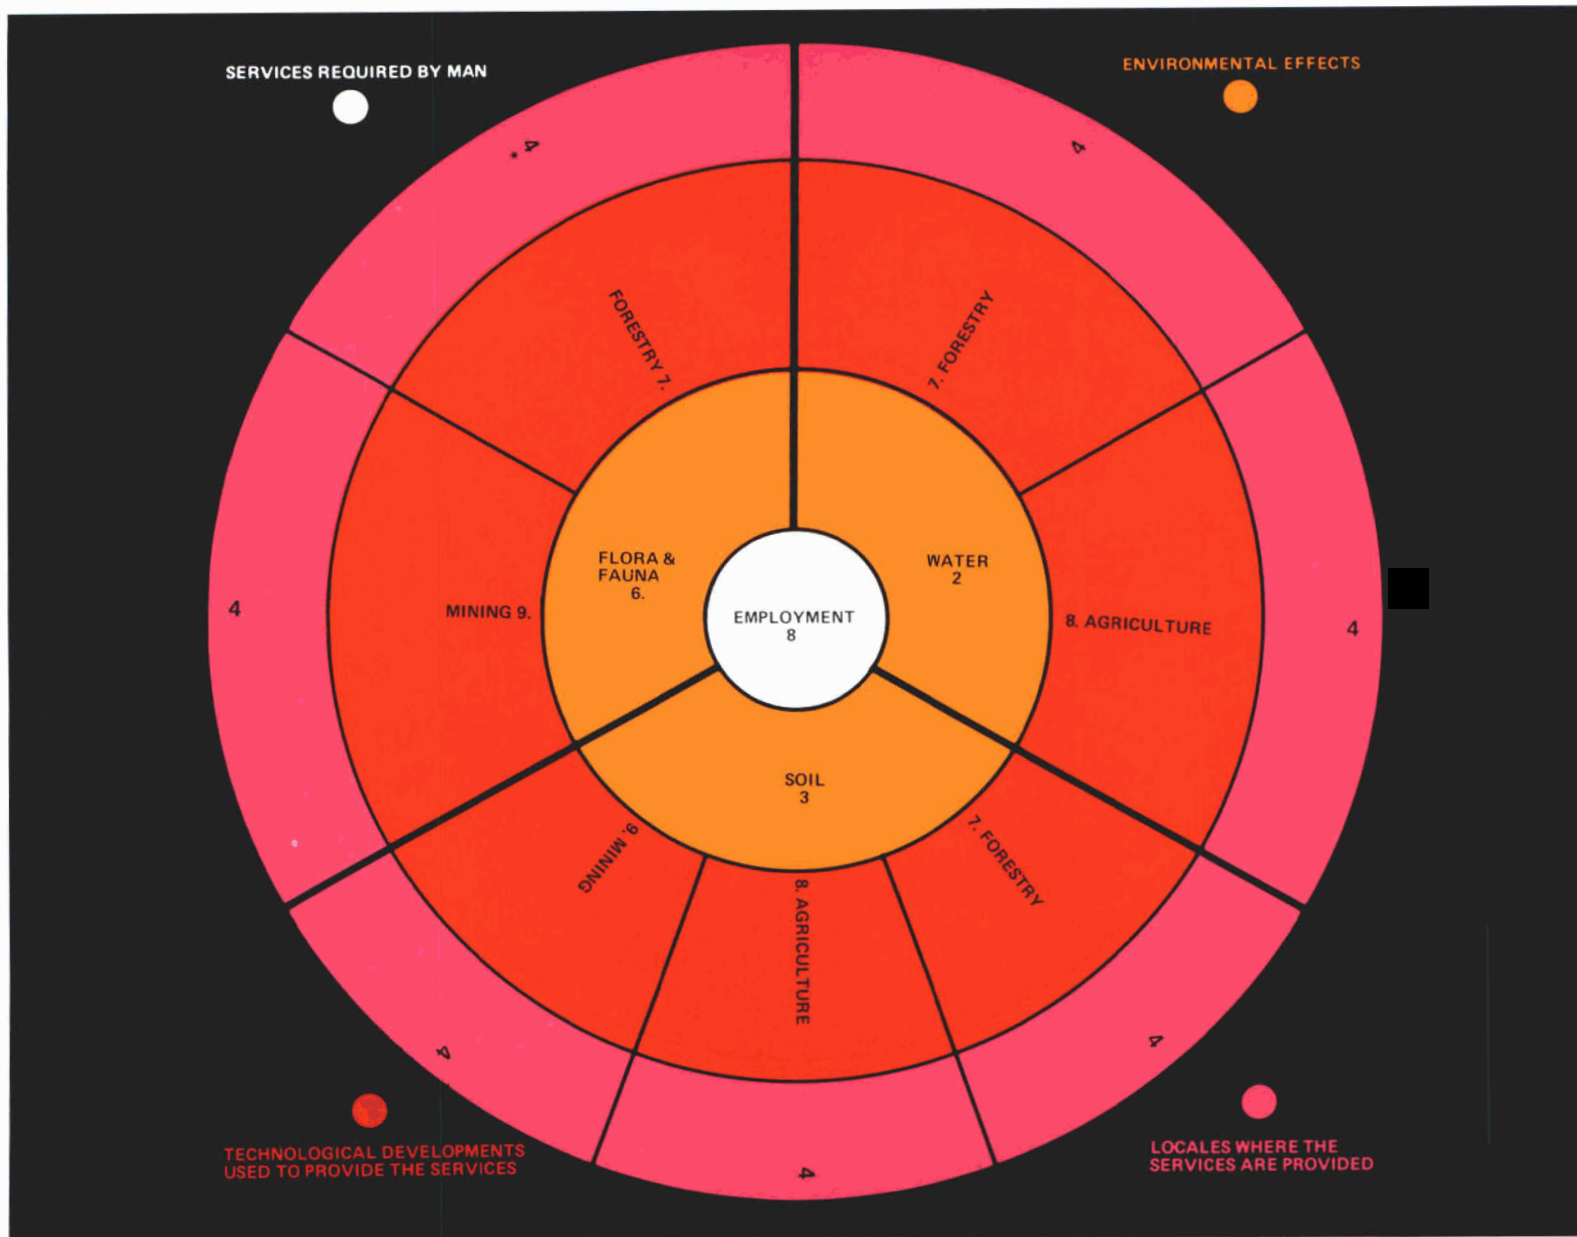 SERVICES REQUIRED BY MAN
ENVIRONMENTAL EFFECTS
*4
4
FORESTRY 7.
7. FORESTRY
FLORA &
FAUNA
6.
WATER
2
4
MINING 9.
EMPLOYMENT
8
8. AGRICULTURE
4
SOIL
3
9. MINING
8. AGRICULTURE
7. FORESTRY
4
4
4
TECHNOLOGICAL DEVELOPMENTS
USED TO PROVIDE THE SERVICES
LOCALES WHERE THE
SERVICES ARE PROVIDED